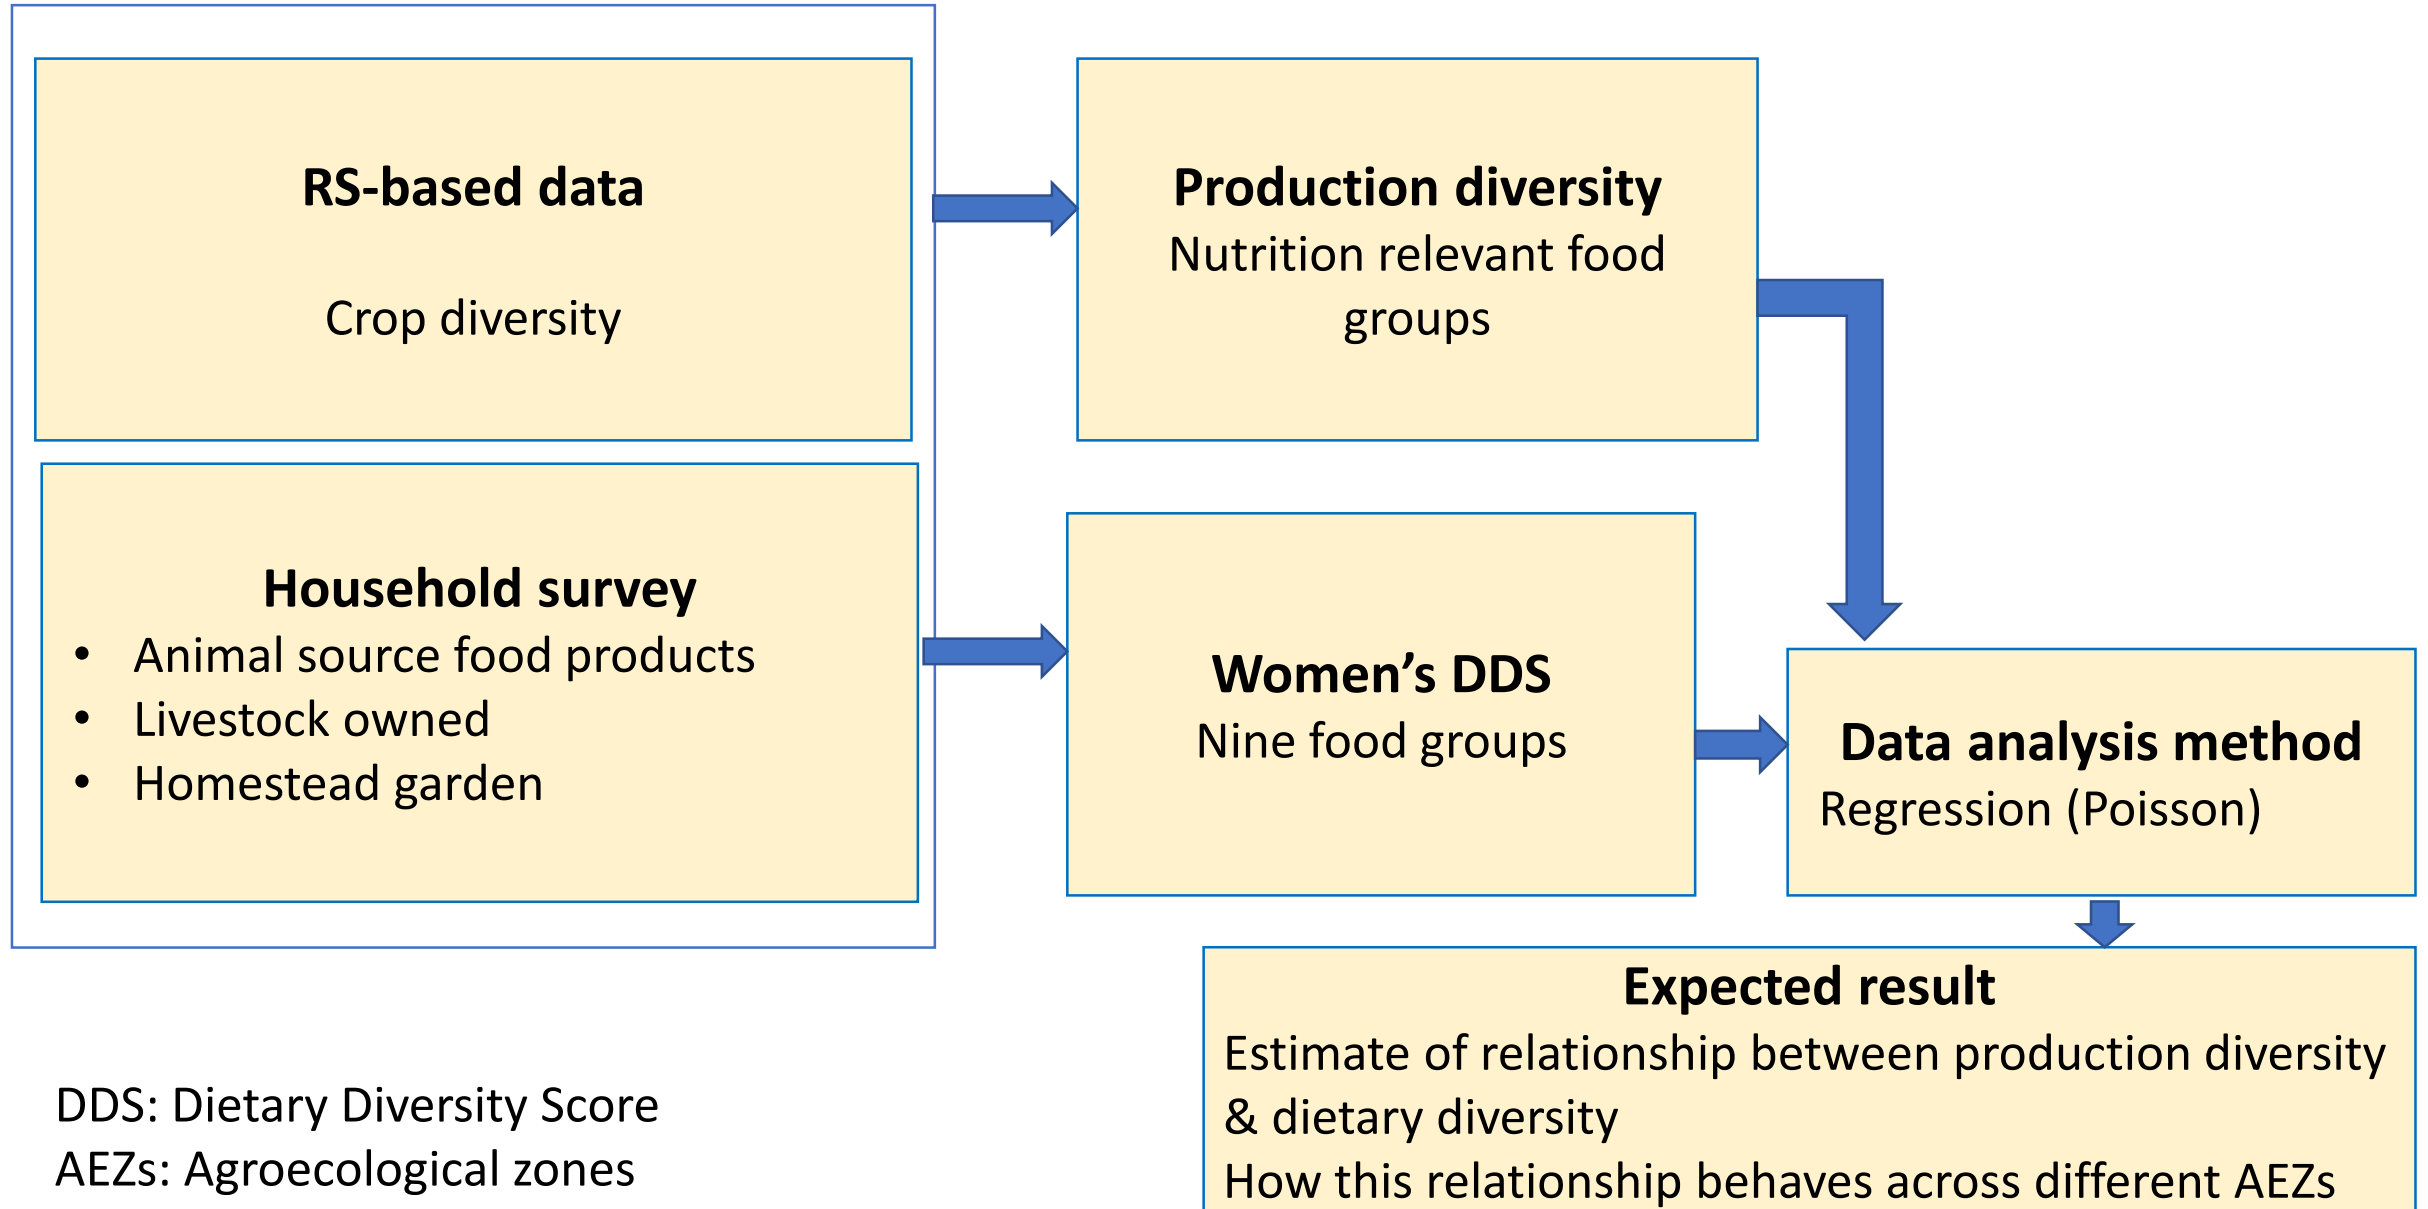 RS-based data
Crop diversity
Household survey
• Animal source food products
• Livestock owned
• Homestead garden
Production diversity
Nutrition relevant food
groups
Women’s DDS
Nine food groups
Data analysis method
Regression (Poisson)
Expected result
Estimate of relationship between production diversity
& dietary diversity
How this relationship behaves across different AEZs
DDS: Dietary Diversity Score
AEZs: Agroecological zones